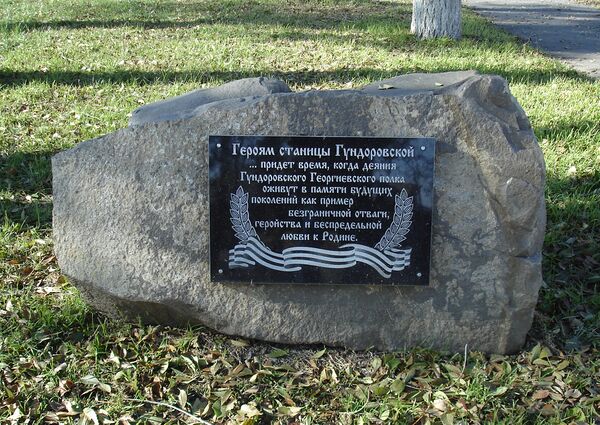 Героям станицы Гундоровской
... придет время, когда деяния
Гундоровского Георгиевского полка
оживут в памяти будущих
поколений как пример
безграничной отваги,
геройства и беспредельной
любви к Родине.